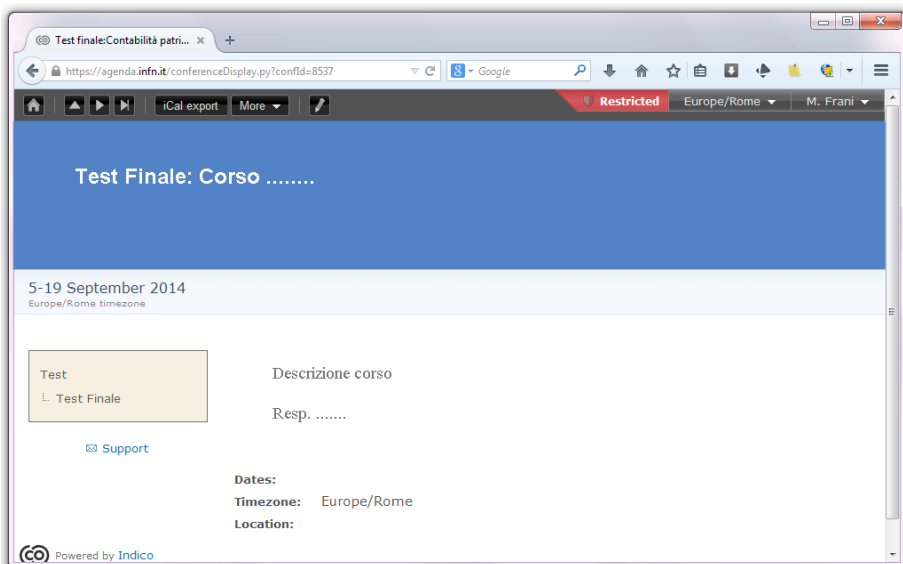 Test finale:Contabilità patri...
https://agenda.infn.it/conferenceDisplay.py?confId=8537
Google
iCal export More
Restricted Europe/Rome M. Frani
Test Finale: Corso ........
5-19 September 2014
Europe/Rome timezone
Test
Test Finale
Support
Descrizione corso
Resp. .......
Dates:
Timezone: Europe/Rome
Location:
Powered by Indico